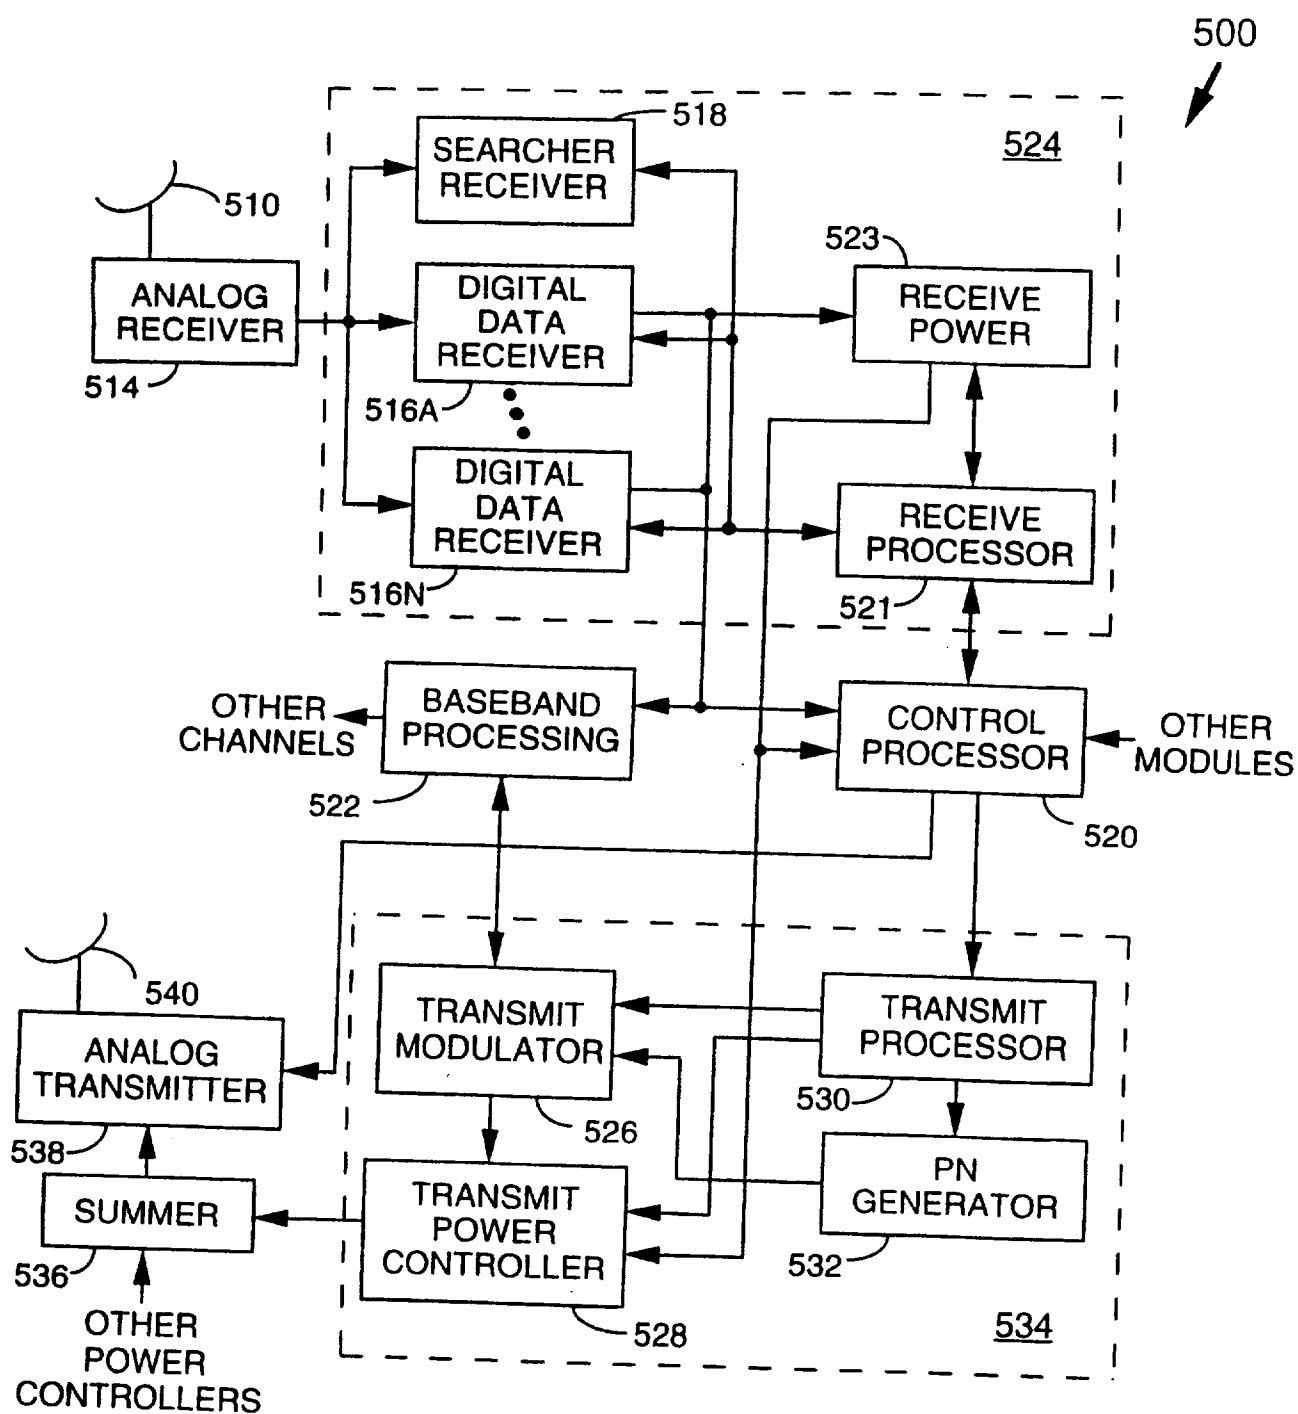 500
518
524
SEARCHER
RECEIVER
510
523
ANALOG
RECEIVER
514
DIGITAL
DATA
RECEIVER
516A
RECEIVE
POWER
DIGITAL
DATA
RECEIVER
516N
RECEIVE
PROCESSOR
521
OTHER
CHANNELS
BASEBAND
PROCESSING
522
CONTROL
PROCESSOR
520
OTHER
MODULES
540
ANALOG
TRANSMITTER
538
TRANSMIT
MODULATOR
526
TRANSMIT
PROCESSOR
530
SUMMER
536
TRANSMIT
POWER
CONTROLLER
528
PN
GENERATOR
532
OTHER
POWER
CONTROLLERS
534